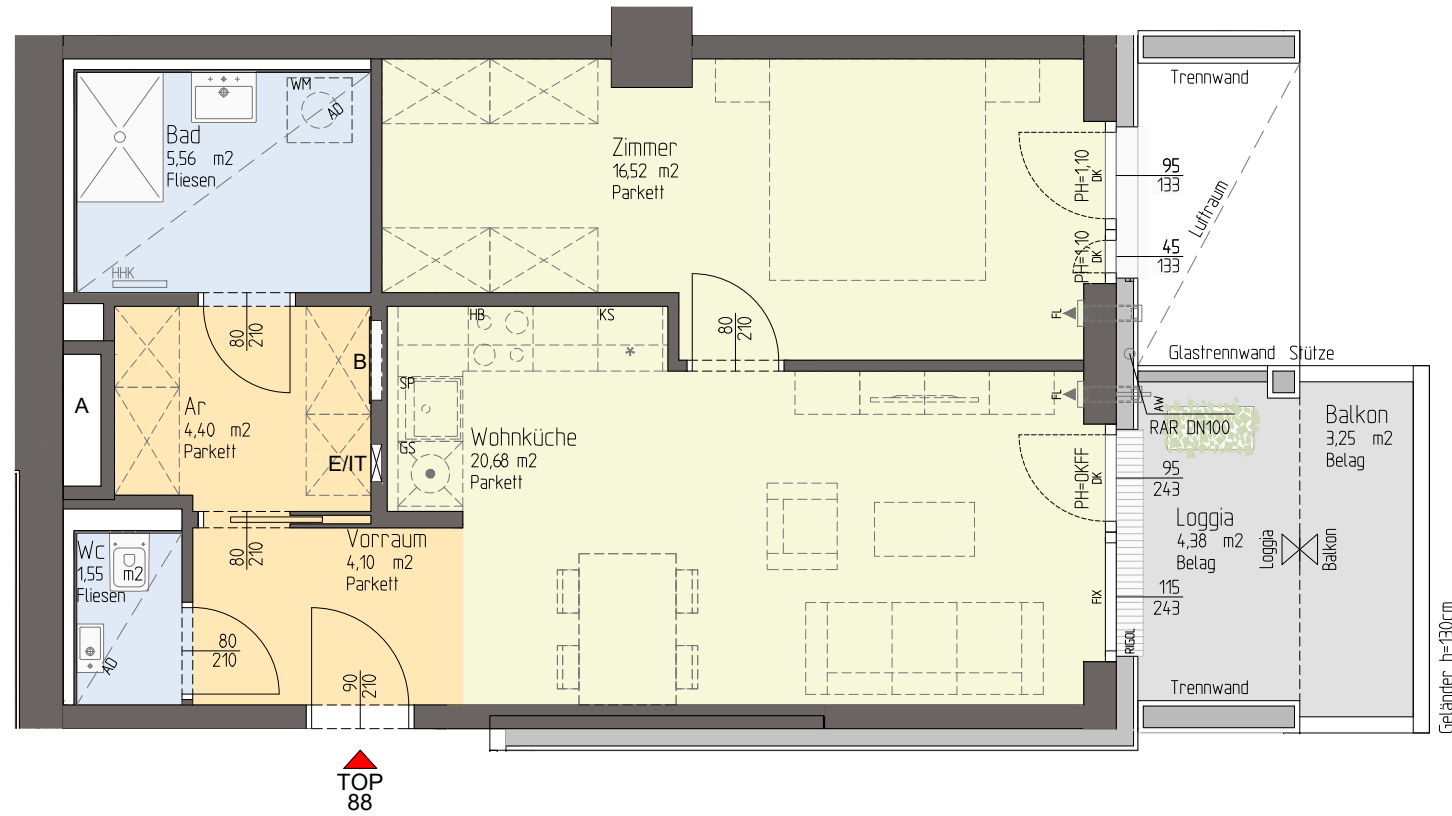 Trennwand
WM
AD
Bad
5,56 m2
Fliesen
Zimmer
16,52 m2
Parkett
PH=1,10
DK
95
133
Luftraum
PH=1,10
DK
45
133
HHK
80
210
HB
KS
*
80
210
FL
Glastrennwand Stütze
B
SP
A
Ar
4,40 m2
Parkett
FL
AW
RAR DN100
Balkon
3,25 m2
Belag
Wohnküche
20,68 m2
Parkett
GS
E/IT
PH=OKFF
DK
95
243
Loggia
4,38 m2
Belag
Loggia
Balkon
Wc
1,55 m2
Fliesen
80
210
Vorraum
4,10 m2
Parkett
FIX
115
243
RIGOL
AD
80
210
90
210
Trennwand
Geländer h=130cm
TOP
88